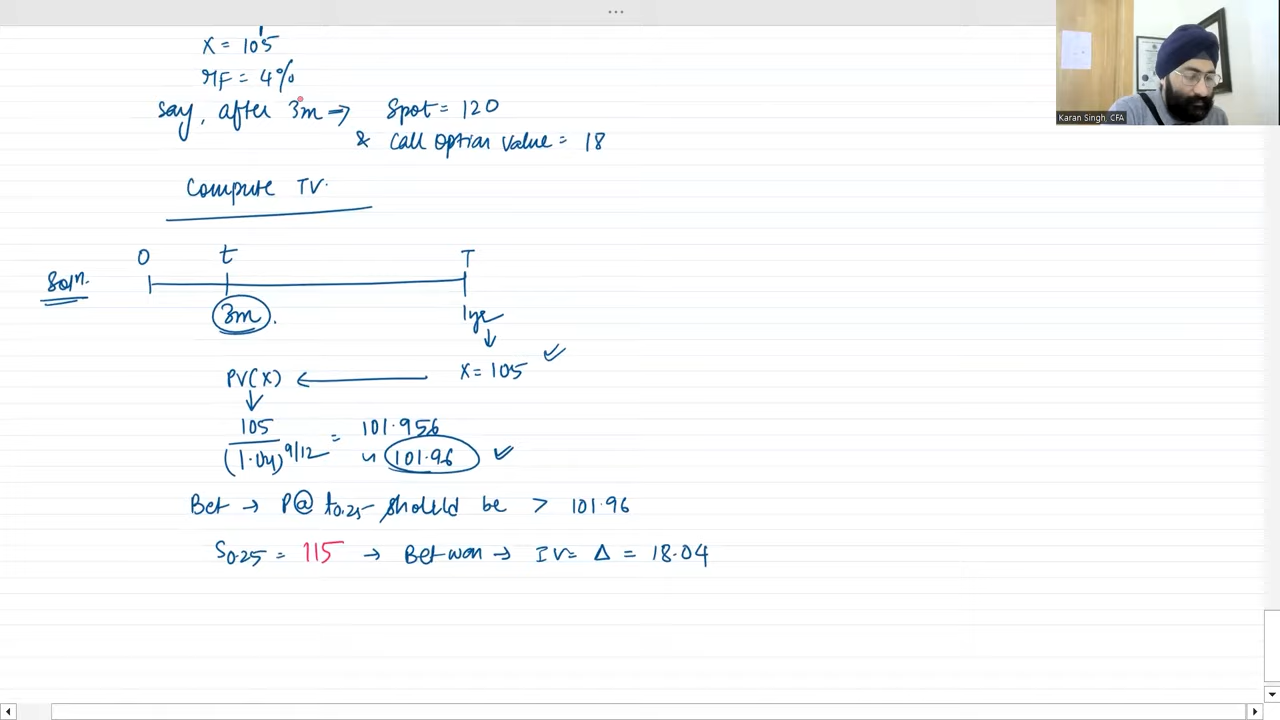 X = 105
rF = 4%
say, after 3m → Spot = 120
& Call Option value = 18
Compute TV.
0 t T
Soln.
3m. 1yr
PV(X) ← X = 105 ✓
105 / (1.04)^9/12 = 101.956
~ 101.96 ✓
Bet → P@ t0.25 should be > 101.96
S0.25 = 115 → Bet won → IV = Δ = 18.04
Karan Singh, CFA